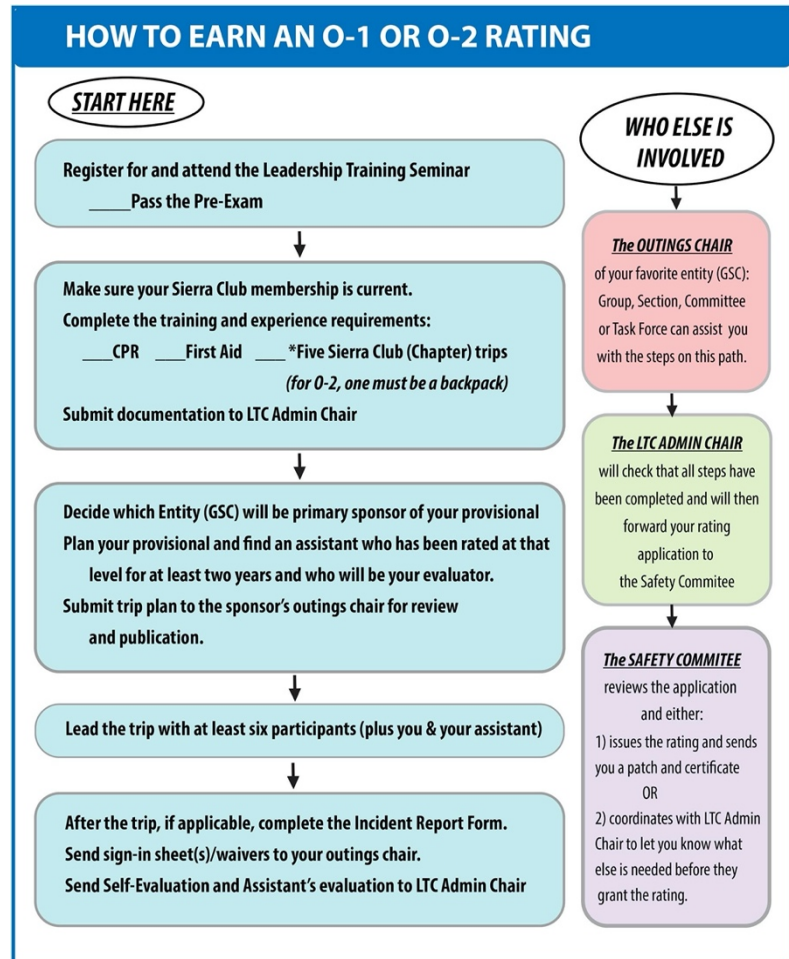 HOW TO EARN AN O-1 OR O-2 RATING
START HERE
Register for and attend the Leadership Training Seminar
____Pass the Pre-Exam
Make sure your Sierra Club membership is current.
Complete the training and experience requirements:
___CPR ___First Aid ___ *Five Sierra Club (Chapter) trips
(for O-2, one must be a backpack)
Submit documentation to LTC Admin Chair
Decide which Entity (GSC) will be primary sponsor of your provisional
Plan your provisional and find an assistant who has been rated at that
level for at least two years and who will be your evaluator.
Submit trip plan to the sponsor's outings chair for review
and publication.
Lead the trip with at least six participants (plus you & your assistant)
After the trip, if applicable, complete the Incident Report Form.
Send sign-in sheet(s)/waivers to your outings chair.
Send Self-Evaluation and Assistant's evaluation to LTC Admin Chair
WHO ELSE IS
INVOLVED
The OUTINGS CHAIR
of your favorite entity (GSC):
Group, Section, Committee
or Task Force can assist you
with the steps on this path.
The LTC ADMIN CHAIR
will check that all steps have
been completed and will then
forward your rating
application to
the Safety Commitee
The SAFETY COMMITEE
reviews the application
and either:
1) issues the rating and sends
you a patch and certificate
OR
2) coordinates with LTC Admin
Chair to let you know what
else is needed before they
grant the rating.